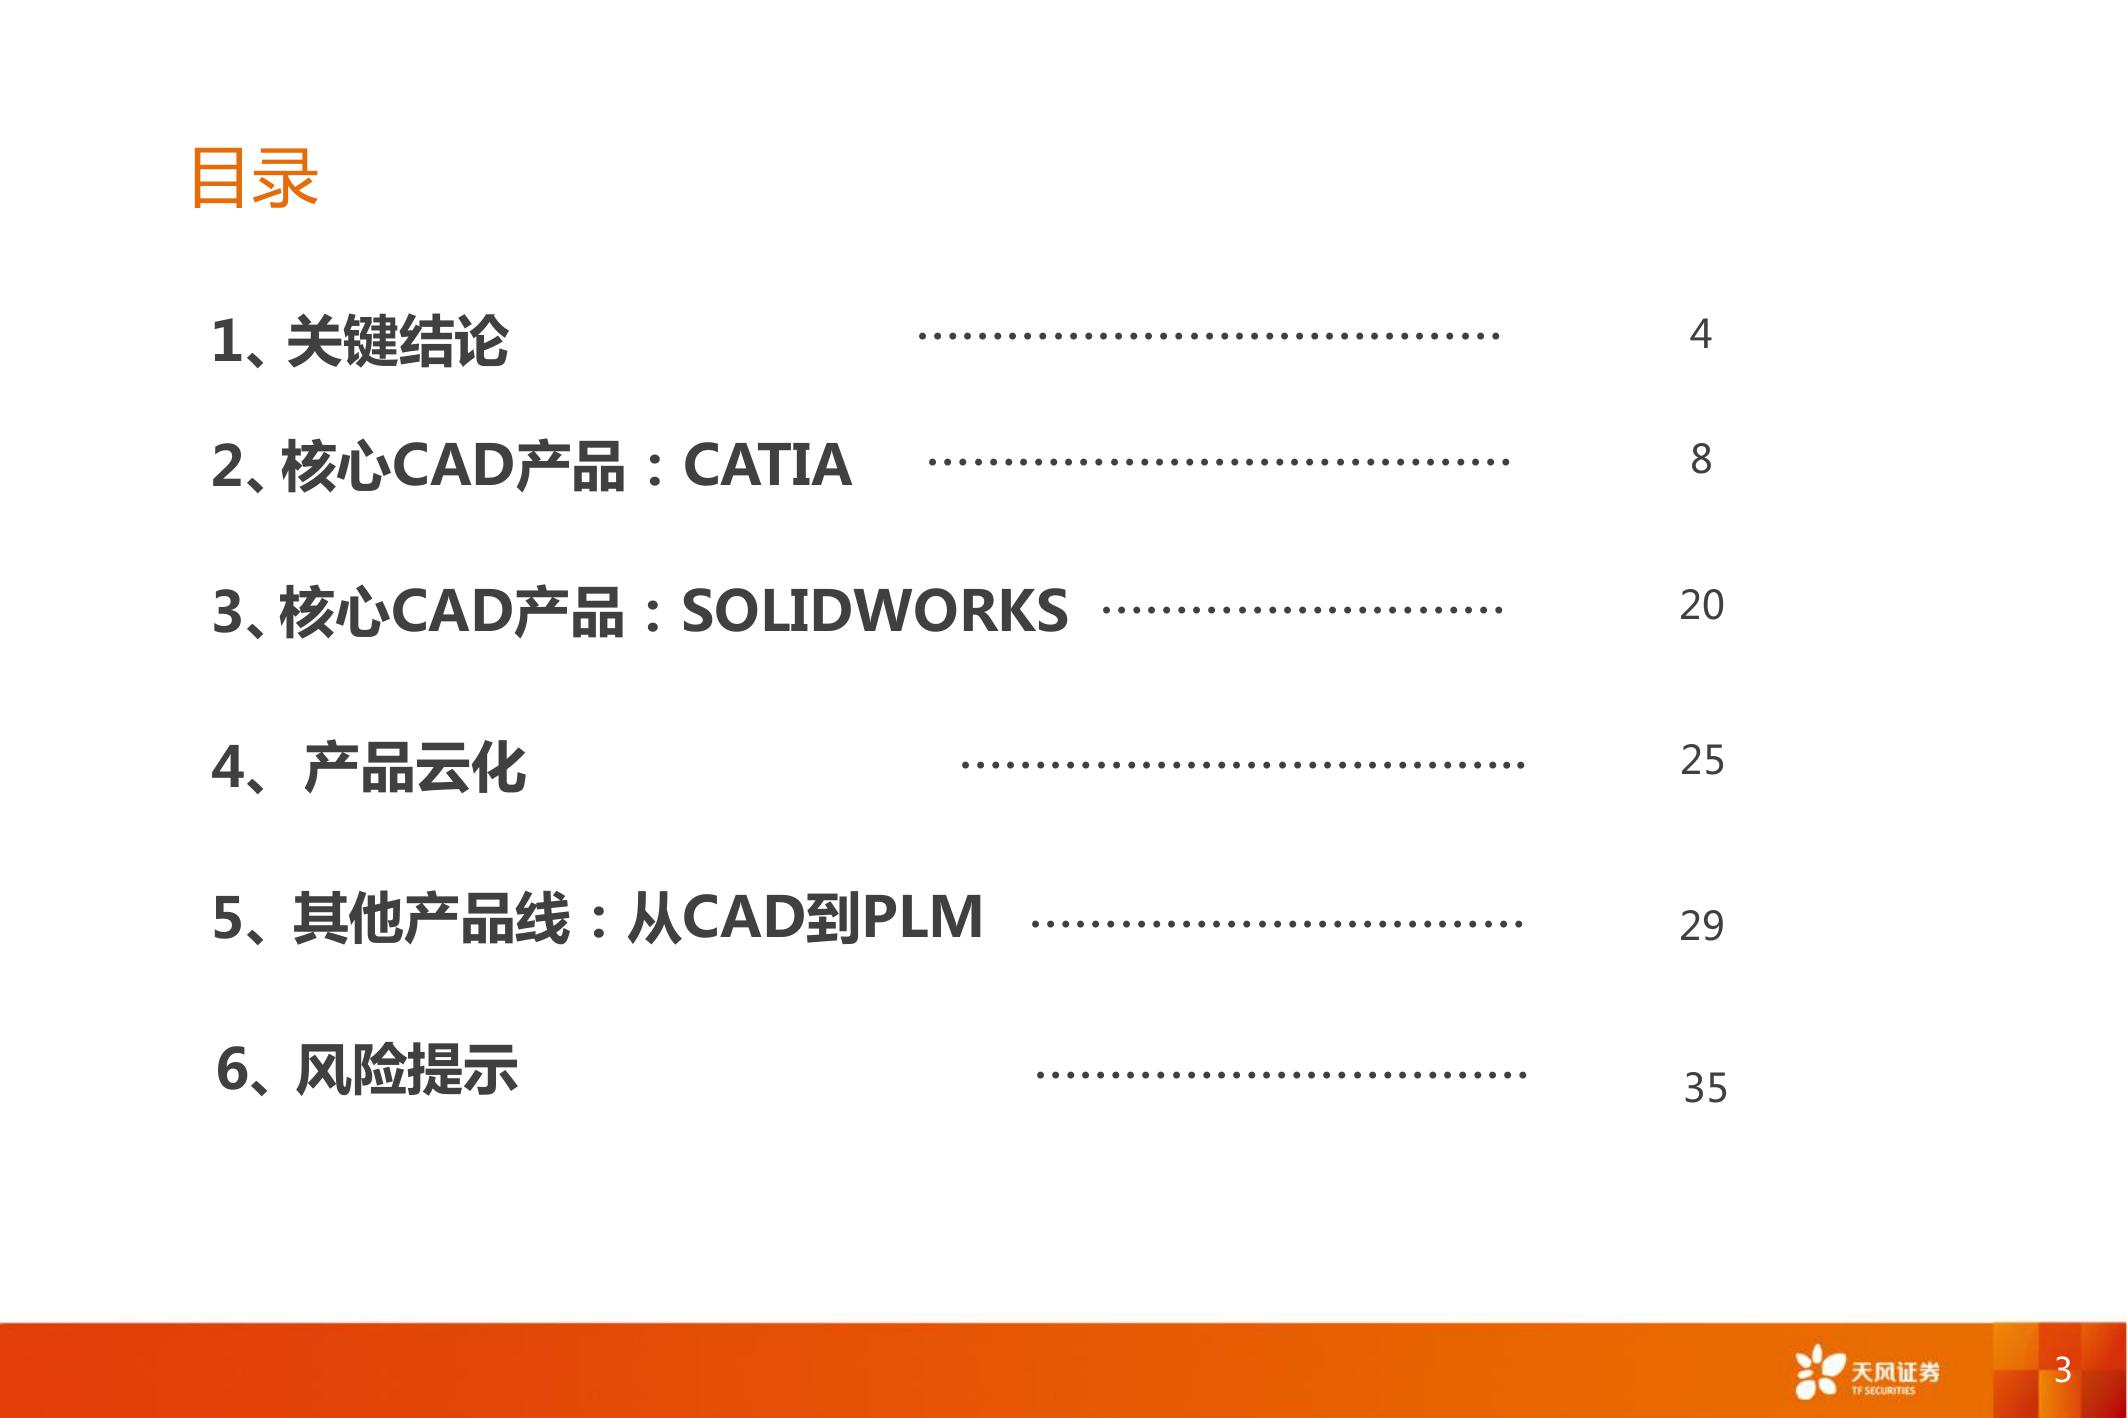 目录
1、关键结论 ………………………………… 4
2、核心CAD产品：CATIA ………………………………… 8
3、核心CAD产品：SOLIDWORKS ……………………… 20
4、 产品云化 ……………………………….. 25
5、其他产品线：从CAD到PLM …………………………… 29
6、风险提示 …………………………… 35
天风证券
TF SECURITIES
3